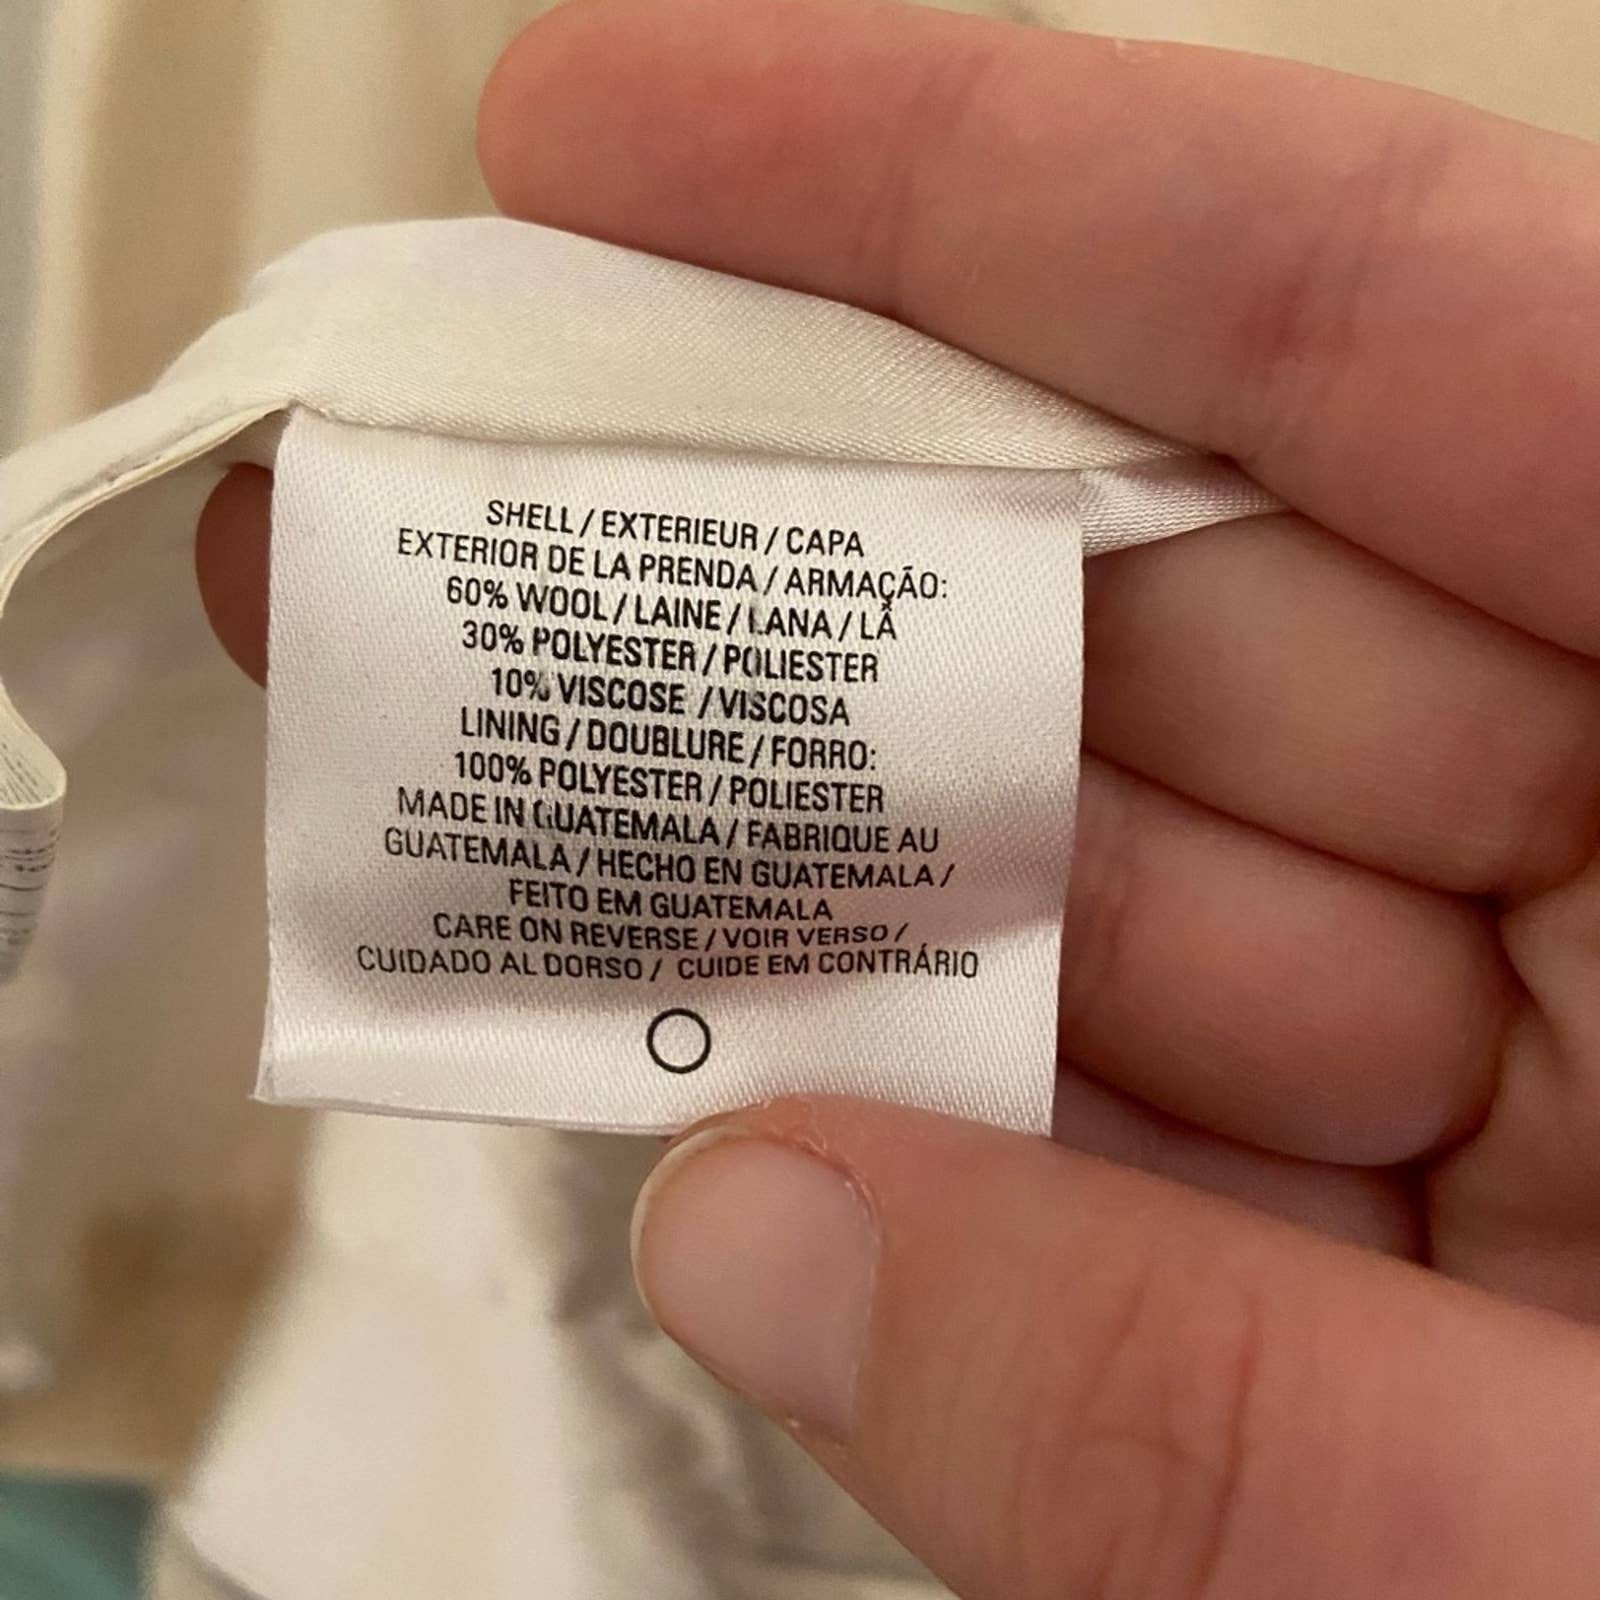 SHELL / EXTERIEUR / CAPA
EXTERIOR DE LA PRENDA / ARMAÇÃO:
60% WOOL / LAINE / LANA / LÃ
30% POLYESTER / POLIESTER
10% VISCOSE / VISCOSA
LINING / DOUBLURE / FORRO:
100% POLYESTER / POLIESTER
MADE IN GUATEMALA / FABRIQUE AU
GUATEMALA / HECHO EN GUATEMALA /
FEITO EM GUATEMALA
CARE ON REVERSE / VOIR VERSO /
CUIDADO AL DORSO / CUIDE EM CONTRÁRIO